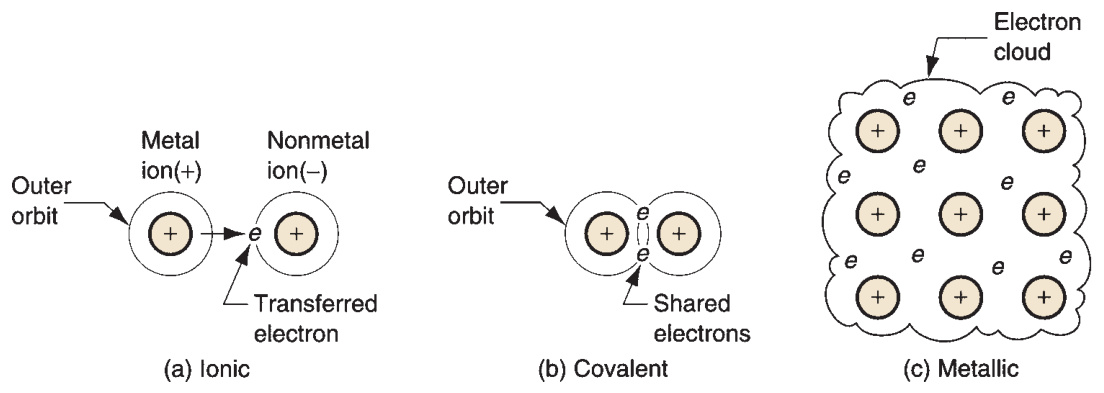 Metal
ion(+)
Nonmetal
ion(–)
Outer
orbit
+
e
+
Transferred
electron
(a) Ionic
Outer
orbit
+
e
e
+
Shared
electrons
(b) Covalent
Electron
cloud
e
e
+
+
+
e
e
e
+
+
+
e
e
e
e
+
+
+
(c) Metallic